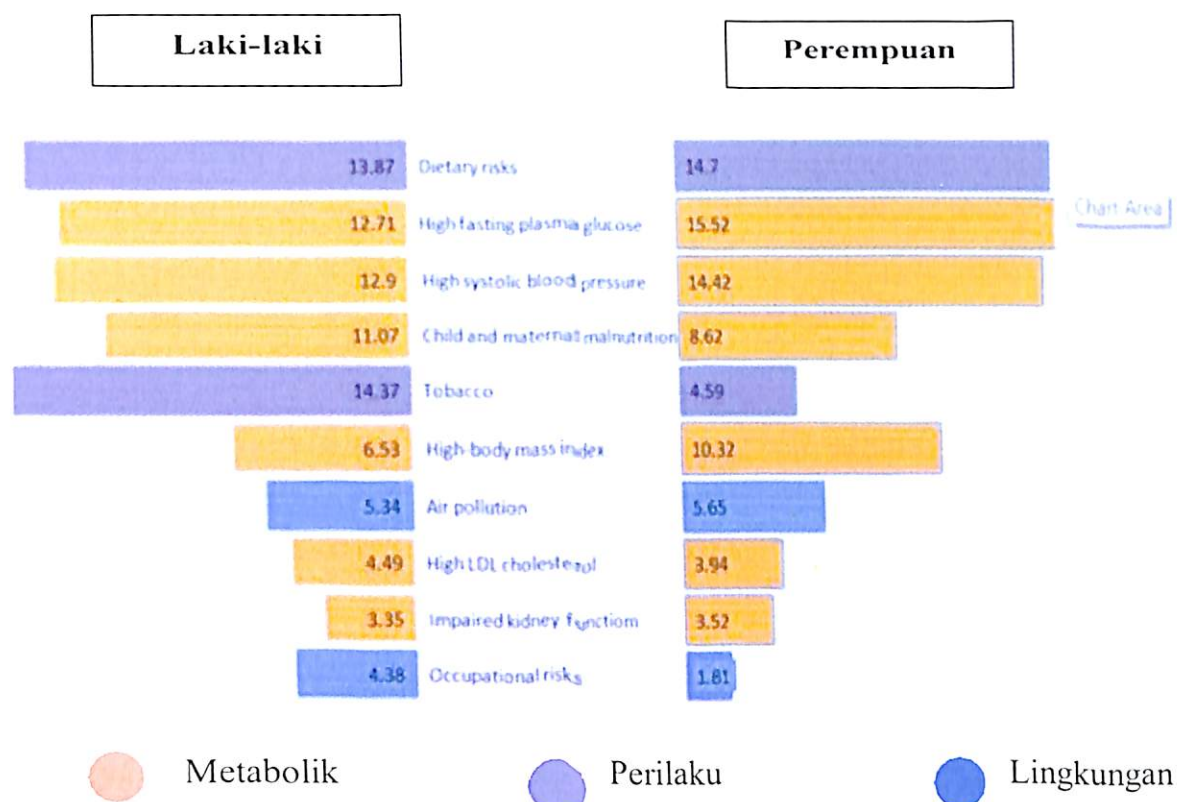 Laki-laki
Perempuan
13.87 Dietary risks 14.7
12.71 High fasting plasma glucose 15.52
Chart Area
12.9 High systolic blood pressure 14.42
11.07 Child and maternal malnutrition 8.62
14.37 Tobacco 4.59
6.53 High-body mass index 10.32
5.34 Air pollution 5.65
4.49 High LDL cholesterol 3.94
3.35 Impaired kidney functiom 3.52
4.38 Occupational risks 1.81
Metabolik
Perilaku
Lingkungan